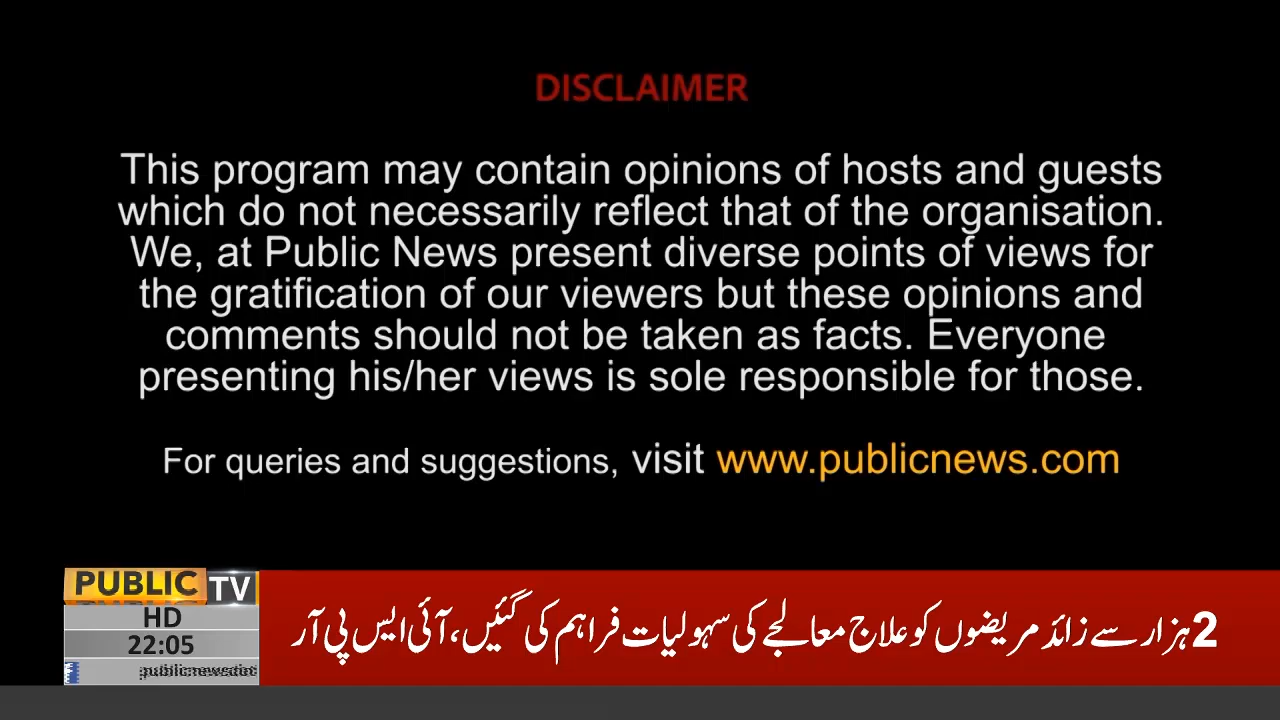 DISCLAIMER
This program may contain opinions of hosts and guests
which do not necessarily reflect that of the organisation.
We, at Public News present diverse points of views for
the gratification of our viewers but these opinions and
comments should not be taken as facts. Everyone
presenting his/her views is sole responsible for those.
For queries and suggestions, visit www.publicnews.com
PUBLIC TV
HD
22:05
2 ہزار سے زائد مریضوں کو علاج معالجے کی سہولیات فراہم کی گئیں، آئی ایس پی آر